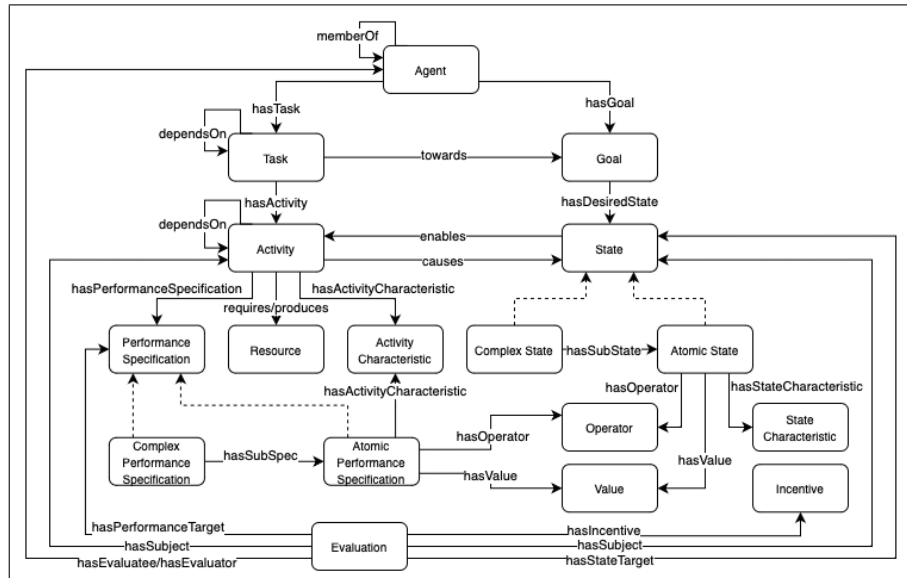 memberOf
Agent
hasTask
hasGoal
dependsOn
Task
towards
Goal
hasActivity
hasDesiredState
dependsOn
enables
Activity
State
causes
hasPerformanceSpecification
hasActivityCharacteristic
requires/produces
Performance
Specification
Resource
Activity
Characteristic
Complex State
hasSubState
Atomic State
hasActivityCharacteristic
hasOperator
hasStateCharacteristic
Complex
Performance
Specification
hasSubSpec
Atomic
Performance
Specification
hasOperator
Operator
State
Characteristic
hasValue
hasValue
Value
Incentive
hasPerformanceTarget
hasIncentive
hasSubject
Evaluation
hasSubject
hasEvaluatee/hasEvaluator
hasStateTarget